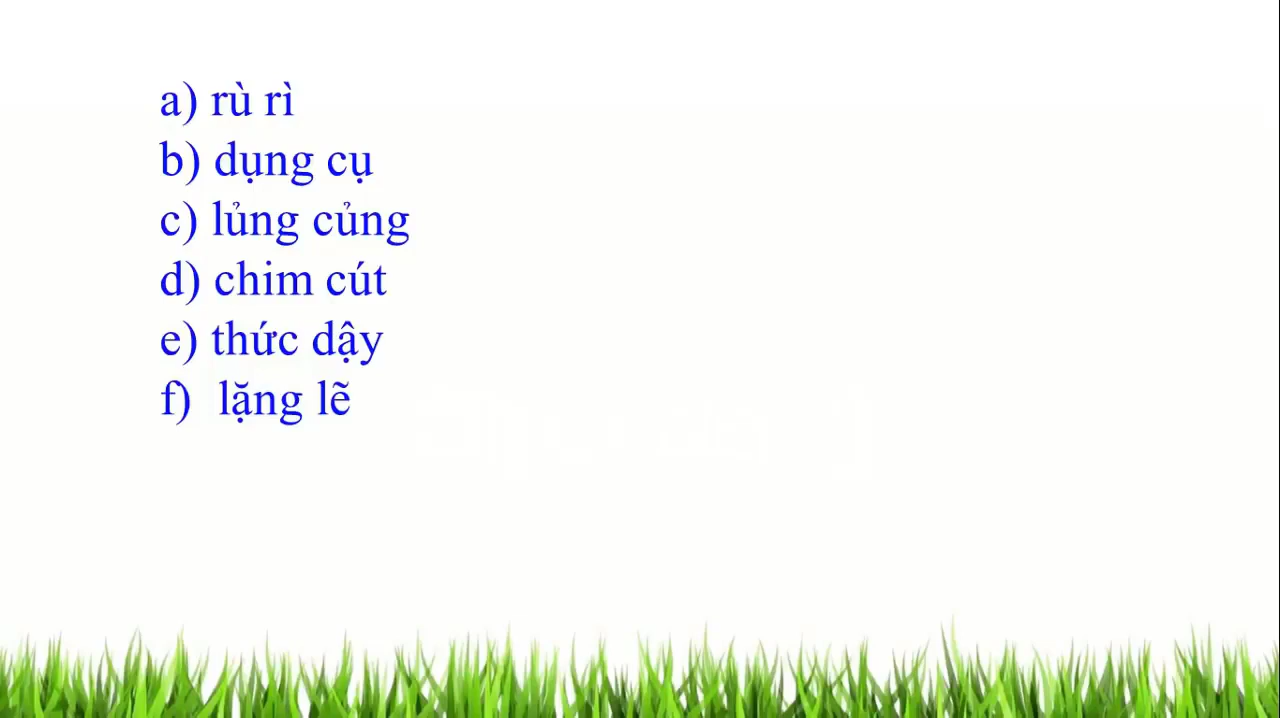 a) rù rì
b) dụng cụ
c) lủng củng
d) chim cút
e) thức dậy
f) lặng lẽ